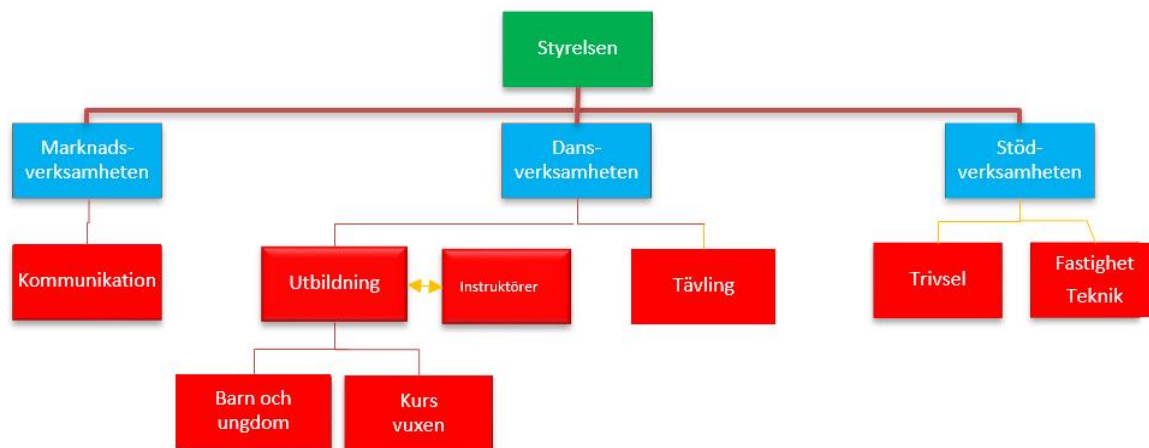 Styrelsen
Marknads-
verksamheten
Dans-
verksamheten
Stöd-
verksamheten
Kommunikation
Utbildning
Instruktörer
Tävling
Trivsel
Fastighet
Teknik
Barn och
ungdom
Kurs
vuxen